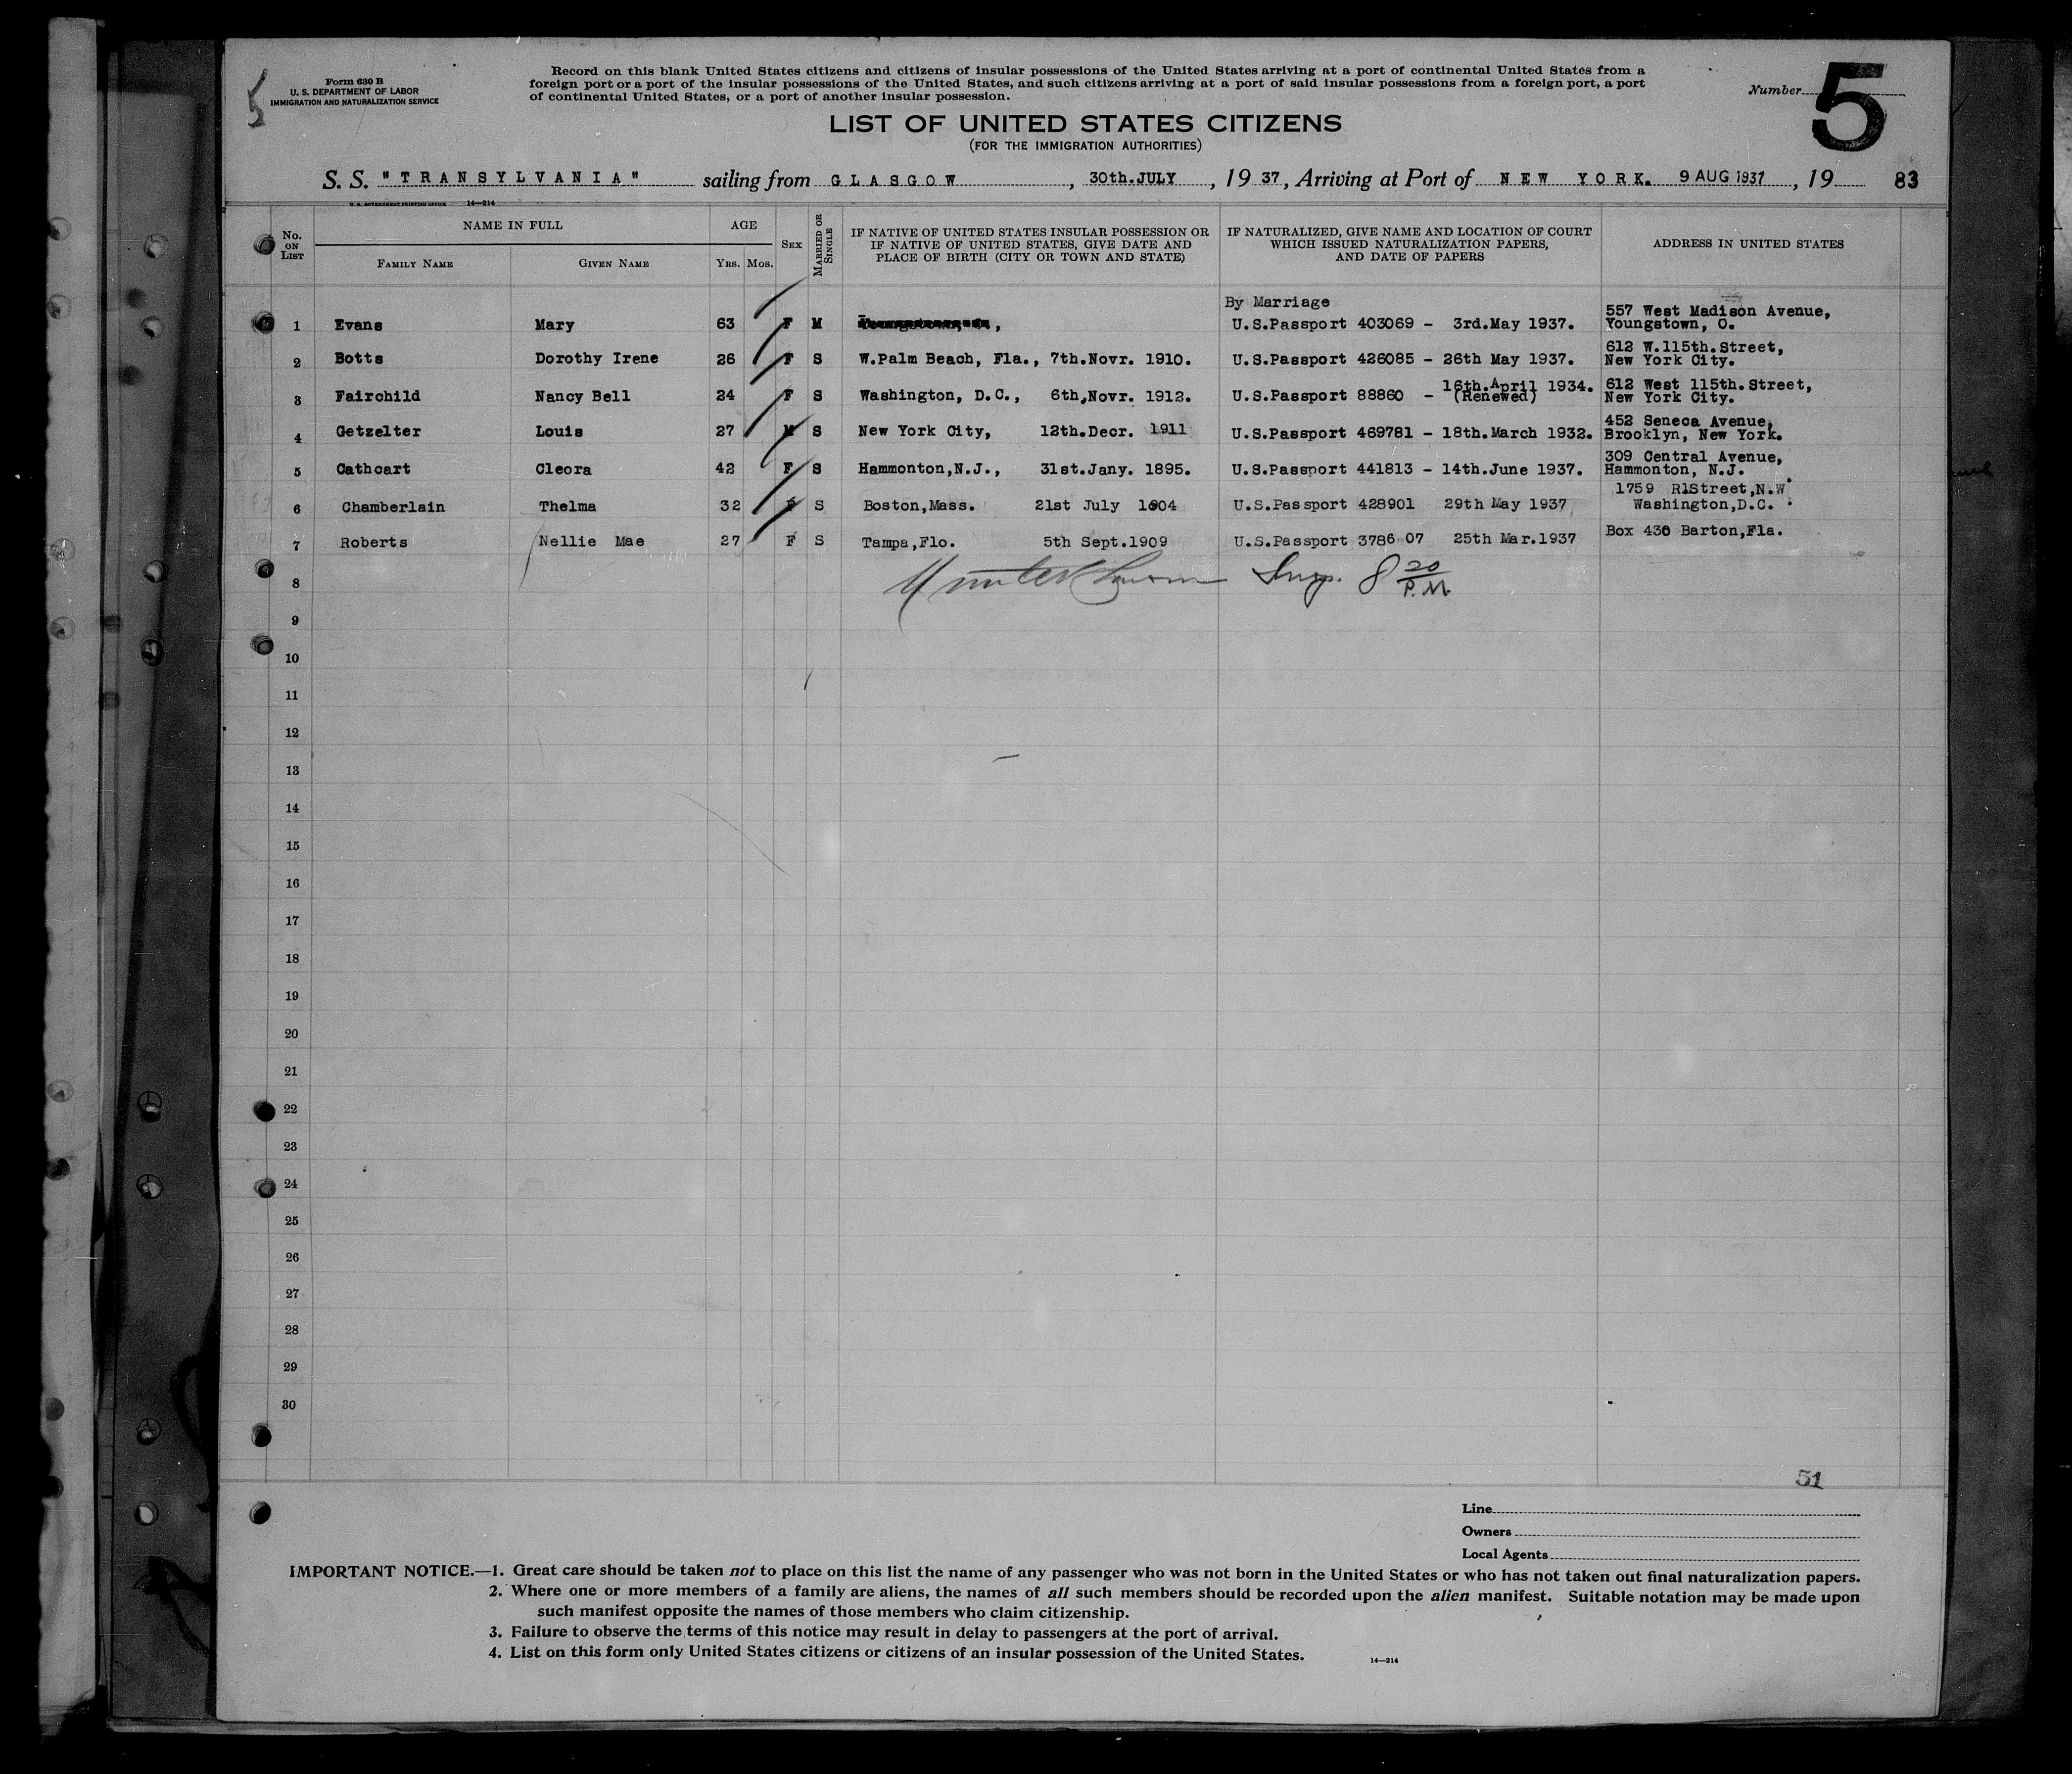 5
Form 630 B
U. S. DEPARTMENT OF LABOR
IMMIGRATION AND NATURALIZATION SERVICE
Record on this blank United States citizens and citizens of insular possessions of the United States arriving at a port of continental United States from a
foreign port or a port of the insular possessions of the United States, and such citizens arriving at a port of said insular possessions from a foreign port, a port
of continental United States, or a port of another insular possession.
Number 5
LIST OF UNITED STATES CITIZENS
(FOR THE IMMIGRATION AUTHORITIES)
S. S. "TRANSYLVANIA" sailing from GLASGOW, 30th.JULY, 1937, Arriving at Port of NEW YORK. 9 AUG 1937, 19 83
U. S. GOVERNMENT PRINTING OFFICE 14—214
No. ON LIST NAME IN FULL AGE SEX MARRIED OR SINGLE IF NATIVE OF UNITED STATES INSULAR POSSESSION OR IF NATIVE OF UNITED STATES, GIVE DATE AND PLACE OF BIRTH (CITY OR TOWN AND STATE) IF NATURALIZED, GIVE NAME AND LOCATION OF COURT WHICH ISSUED NATURALIZATION PAPERS, AND DATE OF PAPERS ADDRESS IN UNITED STATES
FAMILY NAME GIVEN NAME YRS. MOS.
By Marriage
1 Evans Mary 63 F M , U.S.Passport 403069 - 3rd.May 1937. 557 West Madison Avenue, Youngstown, O.
2 Botts Dorothy Irene 26 F S W.Palm Beach, Fla., 7th.Novr. 1910. U.S.Passport 426085 - 26th May 1937. 612 W.115th.Street, New York City.
3 Fairchild Nancy Bell 24 F S Washington, D.C., 6th,Novr. 1912. U.S.Passport 88860 - 16th.April 1934. (Renewed) 612 West 115th.Street, New York City.
4 Getzelter Louis 27 M S New York City, 12th.Decr. 1911 U.S.Passport 469781 - 18th.March 1932. 452 Seneca Avenue, Brooklyn, New York.
5 Cathcart Cleora 42 F S Hammonton,N.J., 31st.Jany. 1895. U.S.Passport 441813 - 14th.June 1937. 309 Central Avenue, Hammonton, N.J.
6 Chamberlain Thelma 32 F S Boston,Mass. 21st July 1904 U.S.Passport 428901 29th May 1937 1759 R1Street,N.W. Washington,D.C.
7 Roberts Nellie Mae 27 F S Tampa,Flo. 5th Sept.1909 U.S.Passport 3786 07 25th Mar.1937 Box 430 Barton,Fla.
8 Insp. 8 20 P.M.
9
10
11
12
13
14
15
16
17
18
19
20
21
22
23
24
25
26
27
28
29
30
51
Line
Owners
Local Agents
IMPORTANT NOTICE.—1. Great care should be taken not to place on this list the name of any passenger who was not born in the United States or who has not taken out final naturalization papers.
2. Where one or more members of a family are aliens, the names of all such members should be recorded upon the alien manifest. Suitable notation may be made upon
such manifest opposite the names of those members who claim citizenship.
3. Failure to observe the terms of this notice may result in delay to passengers at the port of arrival.
4. List on this form only United States citizens or citizens of an insular possession of the United States.
14—214